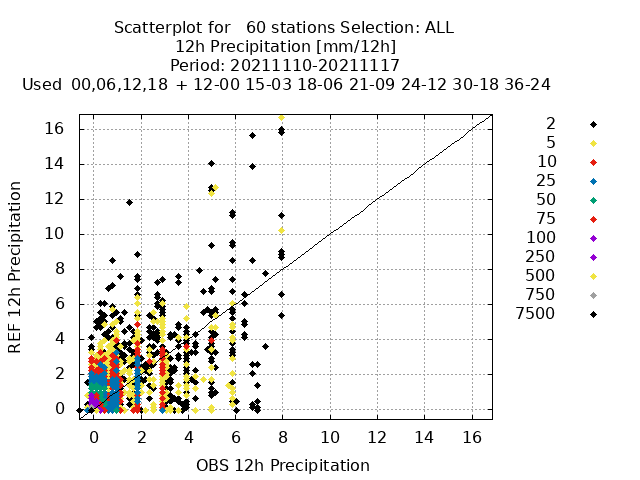 Scatterplot for   60 stations Selection: ALL
12h Precipitation [mm/12h]
Period: 20211110-20211117
Used  00,06,12,18  + 12-00 15-03 18-06 21-09 24-12 30-18 36-24
16
14
12
10
8
6
4
2
0
REF 12h Precipitation
0 2 4 6 8 10 12 14 16
OBS 12h Precipitation
2
5
10
25
50
75
100
250
500
750
7500